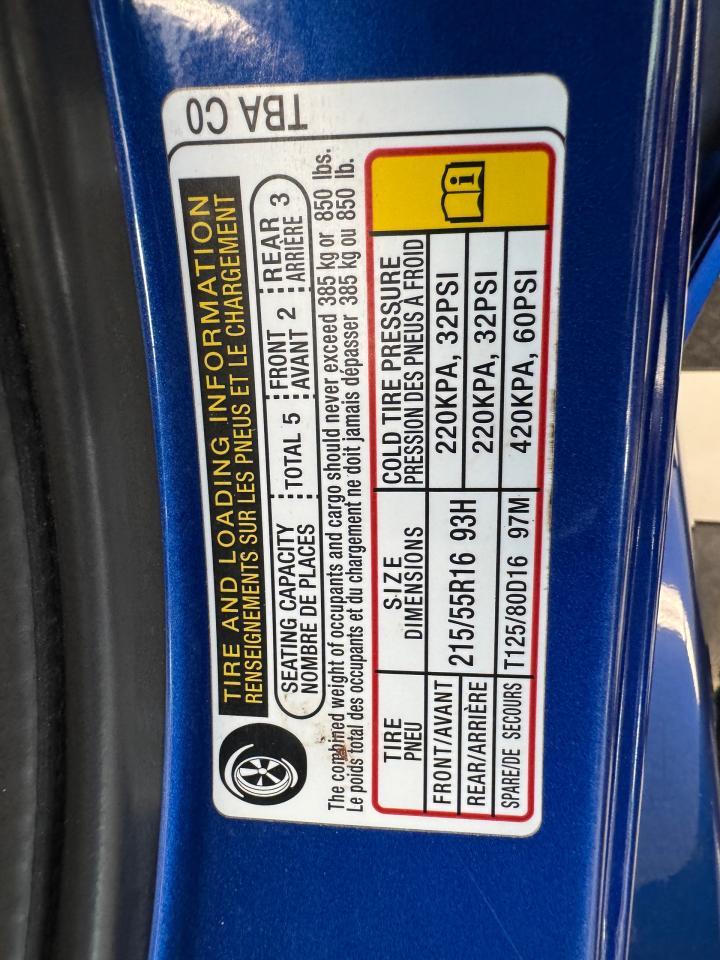 TBA C0
TIRE AND LOADING INFORMATION
RENSEIGNEMENTS SUR LES PNEUS ET LE CHARGEMENT
SEATING CAPACITY TOTAL 5 FRONT 2 REAR 3
NOMBRE DE PLACES AVANT ARRIÈRE
The combined weight of occupants and cargo should never exceed 385 kg or 850 lbs.
Le poids total des occupants et du chargement ne doit jamais dépasser 385 kg ou 850 lb.
TIRE SIZE COLD TIRE PRESSURE
PNEU DIMENSIONS PRESSION DES PNEUS À FROID
FRONT/AVANT 215/55R16 93H 220KPA, 32PSI
REAR/ARRIÈRE 220KPA, 32PSI
SPARE/DE SECOURS T125/80D16 97M 420KPA, 60PSI